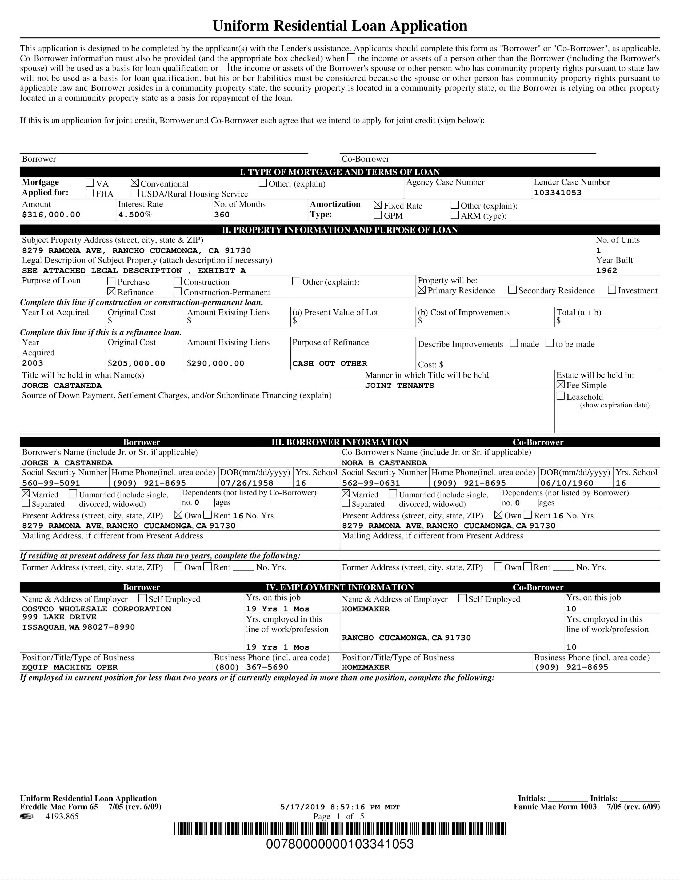 Uniform Residential Loan Application
This application is designed to be completed by the applicant(s) with the Lender's assistance. Applicants should complete this form as "Borrower" or "Co-Borrower", as applicable.
Co-Borrower information must also be provided (and the appropriate box checked) when ☐ the income or assets of a person other than the Borrower (including the Borrower's
spouse) will be used as a basis for loan qualification or ☐ the income or assets of the Borrower's spouse or other person who has community property rights pursuant to state law
will not be used as a basis for loan qualification, but his or her liabilities must be considered because the spouse or other person has community property rights pursuant to
applicable law and Borrower resides in a community property state, the security property is located in a community property state, or the Borrower is relying on other property
located in a community property state as a basis for repayment of the loan.
If this is an application for joint credit, Borrower and Co-Borrower each agree that we intend to apply for joint credit (sign below):
Borrower Co-Borrower
I. TYPE OF MORTGAGE AND TERMS OF LOAN
Mortgage ☐ VA ☒ Conventional ☐ Other: (explain) Agency Case Number Lender Case Number
Applied for: ☐ FHA ☐ USDA/Rural Housing Service 103341053
Amount Interest Rate No. of Months Amortization ☒ Fixed Rate ☐ Other (explain):
$316,000.00 4.500% 360 Type: ☐ GPM ☐ ARM (type):
II. PROPERTY INFORMATION AND PURPOSE OF LOAN
Subject Property Address (street, city, state & ZIP) No. of Units
8279 RAMONA AVE, RANCHO CUCAMONGA, CA 91730 1
Legal Description of Subject Property (attach description if necessary) Year Built
SEE ATTACHED LEGAL DESCRIPTION , EXHIBIT A 1962
Purpose of Loan ☐ Purchase ☐ Construction ☐ Other (explain): Property will be:
☒ Refinance ☐ Construction-Permanent ☒ Primary Residence ☐ Secondary Residence ☐ Investment
Complete this line if construction or construction-permanent loan.
Year Lot Acquired Original Cost Amount Existing Liens (a) Present Value of Lot (b) Cost of Improvements Total (a + b)
$ $ $ $ $
Complete this line if this is a refinance loan.
Year Original Cost Amount Existing Liens Purpose of Refinance Describe Improvements ☐ made ☐ to be made
Acquired
2003 $205,000.00 $290,000.00 CASH OUT OTHER Cost: $
Title will be held in what Name(s) Manner in which Title will be held Estate will be held in:
JORGE CASTANEDA JOINT TENANTS ☒ Fee Simple
Source of Down Payment, Settlement Charges, and/or Subordinate Financing (explain) ☐ Leasehold
(show expiration date)
Borrower III. BORROWER INFORMATION Co-Borrower
Borrower's Name (include Jr. or Sr. if applicable) Co-Borrower's Name (include Jr. or Sr. if applicable)
JORGE A CASTANEDA NORA B CASTANEDA
Social Security Number Home Phone(incl. area code) DOB(mm/dd/yyyy) Yrs. School Social Security Number Home Phone(incl. area code) DOB(mm/dd/yyyy) Yrs. School
560-99-5091 (909) 921-8695 07/26/1958 16 562-99-0631 (909) 921-8695 06/10/1960 16
☒ Married ☐ Unmarried (include single, Dependents (not listed by Co-Borrower) ☒ Married ☐ Unmarried (include single, Dependents (not listed by Borrower)
☐ Separated divorced, widowed) no. 0 ages ☐ Separated divorced, widowed) no. 0 ages
Present Address (street, city, state, ZIP) ☒ Own ☐ Rent 16 No. Yrs. Present Address (street, city, state, ZIP) ☒ Own ☐ Rent 16 No. Yrs.
8279 RAMONA AVE, RANCHO CUCAMONGA, CA 91730 8279 RAMONA AVE, RANCHO CUCAMONGA, CA 91730
Mailing Address, if different from Present Address Mailing Address, if different from Present Address
If residing at present address for less than two years, complete the following:
Former Address (street, city, state, ZIP) ☐ Own ☐ Rent ____ No. Yrs. Former Address (street, city, state, ZIP) ☐ Own ☐ Rent ____ No. Yrs.
Borrower IV. EMPLOYMENT INFORMATION Co-Borrower
Name & Address of Employer ☐ Self Employed Yrs. on this job Name & Address of Employer ☐ Self Employed Yrs. on this job
COSTCO WHOLESALE CORPORATION 19 Yrs 1 Mos HOMEMAKER 10
999 LAKE DRIVE Yrs. employed in this Yrs. employed in this
ISSAQUAH, WA 98027-8990 line of work/profession line of work/profession
RANCHO CUCAMONGA, CA 91730
19 Yrs 1 Mos 10
Position/Title/Type of Business Business Phone (incl. area code) Position/Title/Type of Business Business Phone (incl. area code)
EQUIP MACHINE OPER (800) 367-5690 HOMEMAKER (909) 921-8695
If employed in current position for less than two years or if currently employed in more than one position, complete the following:
Uniform Residential Loan Application Initials: ________ Initials: ________
Freddie Mac Form 65 7/05 (rev. 6/09) 5/17/2019 8:57:16 PM MDT Fannie Mae Form 1003 7/05 (rev. 6/09)
4193.865 Page 1 of 5
00780000000103341053